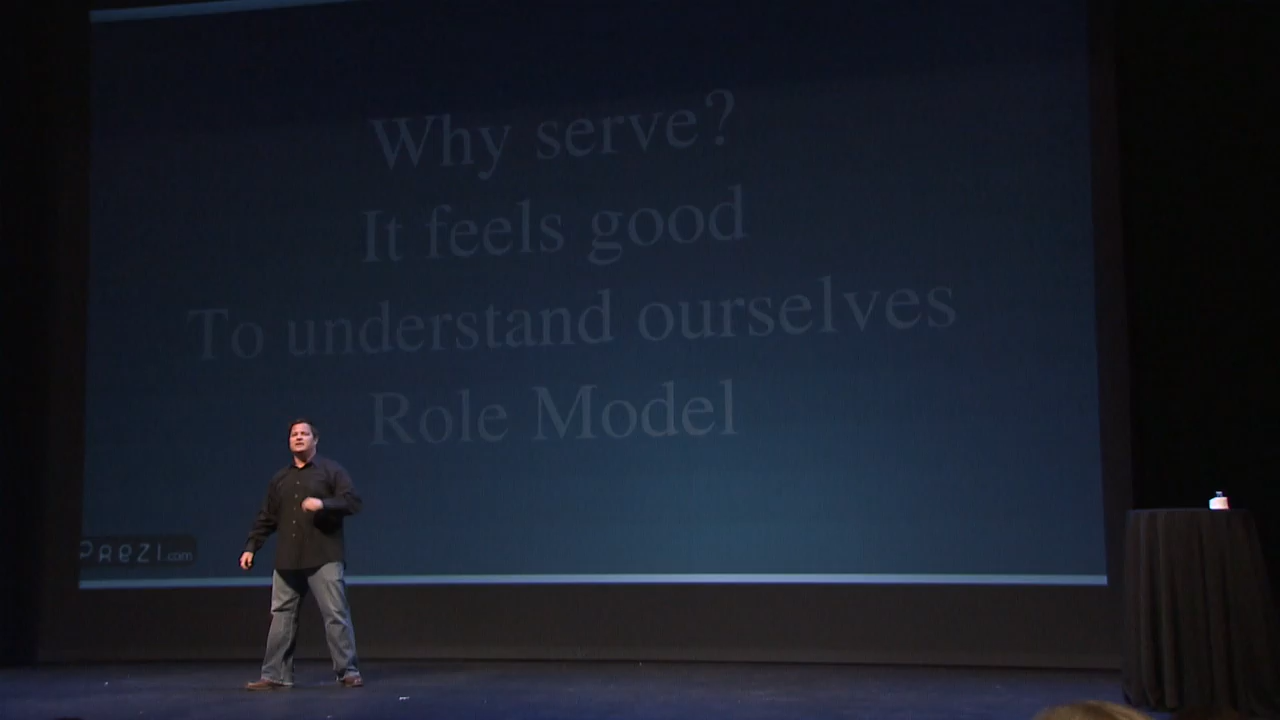 Why serve?
It feels good
To understand ourselves
Role Model
PREZI.com